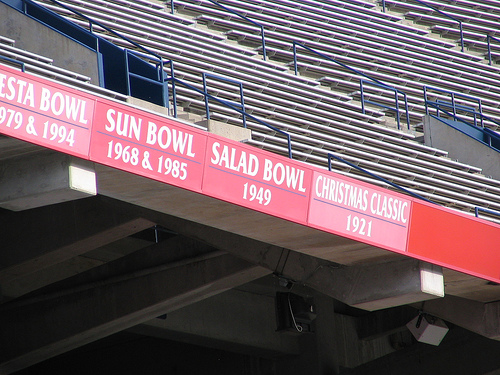 ESTA BOWL
979 & 1994
SUN BOWL
1968 & 1985
SALAD BOWL
1949
CHRISTMAS CLASSIC
1921